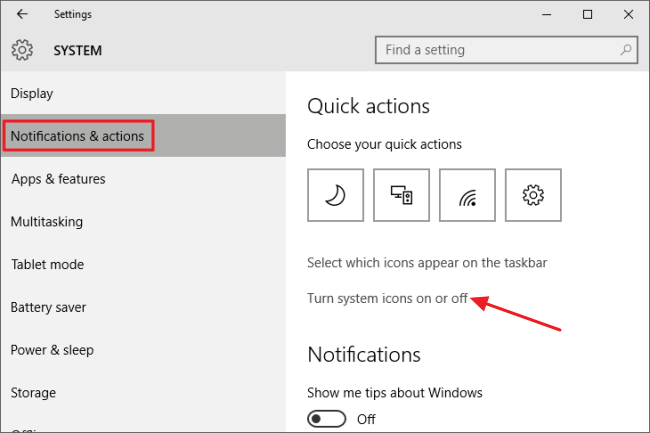 Settings
SYSTEM
Find a setting
Display
Notifications & actions
Apps & features
Multitasking
Tablet mode
Battery saver
Power & sleep
Storage
Quick actions
Choose your quick actions
Select which icons appear on the taskbar
Turn system icons on or off
Notifications
Show me tips about Windows
Off